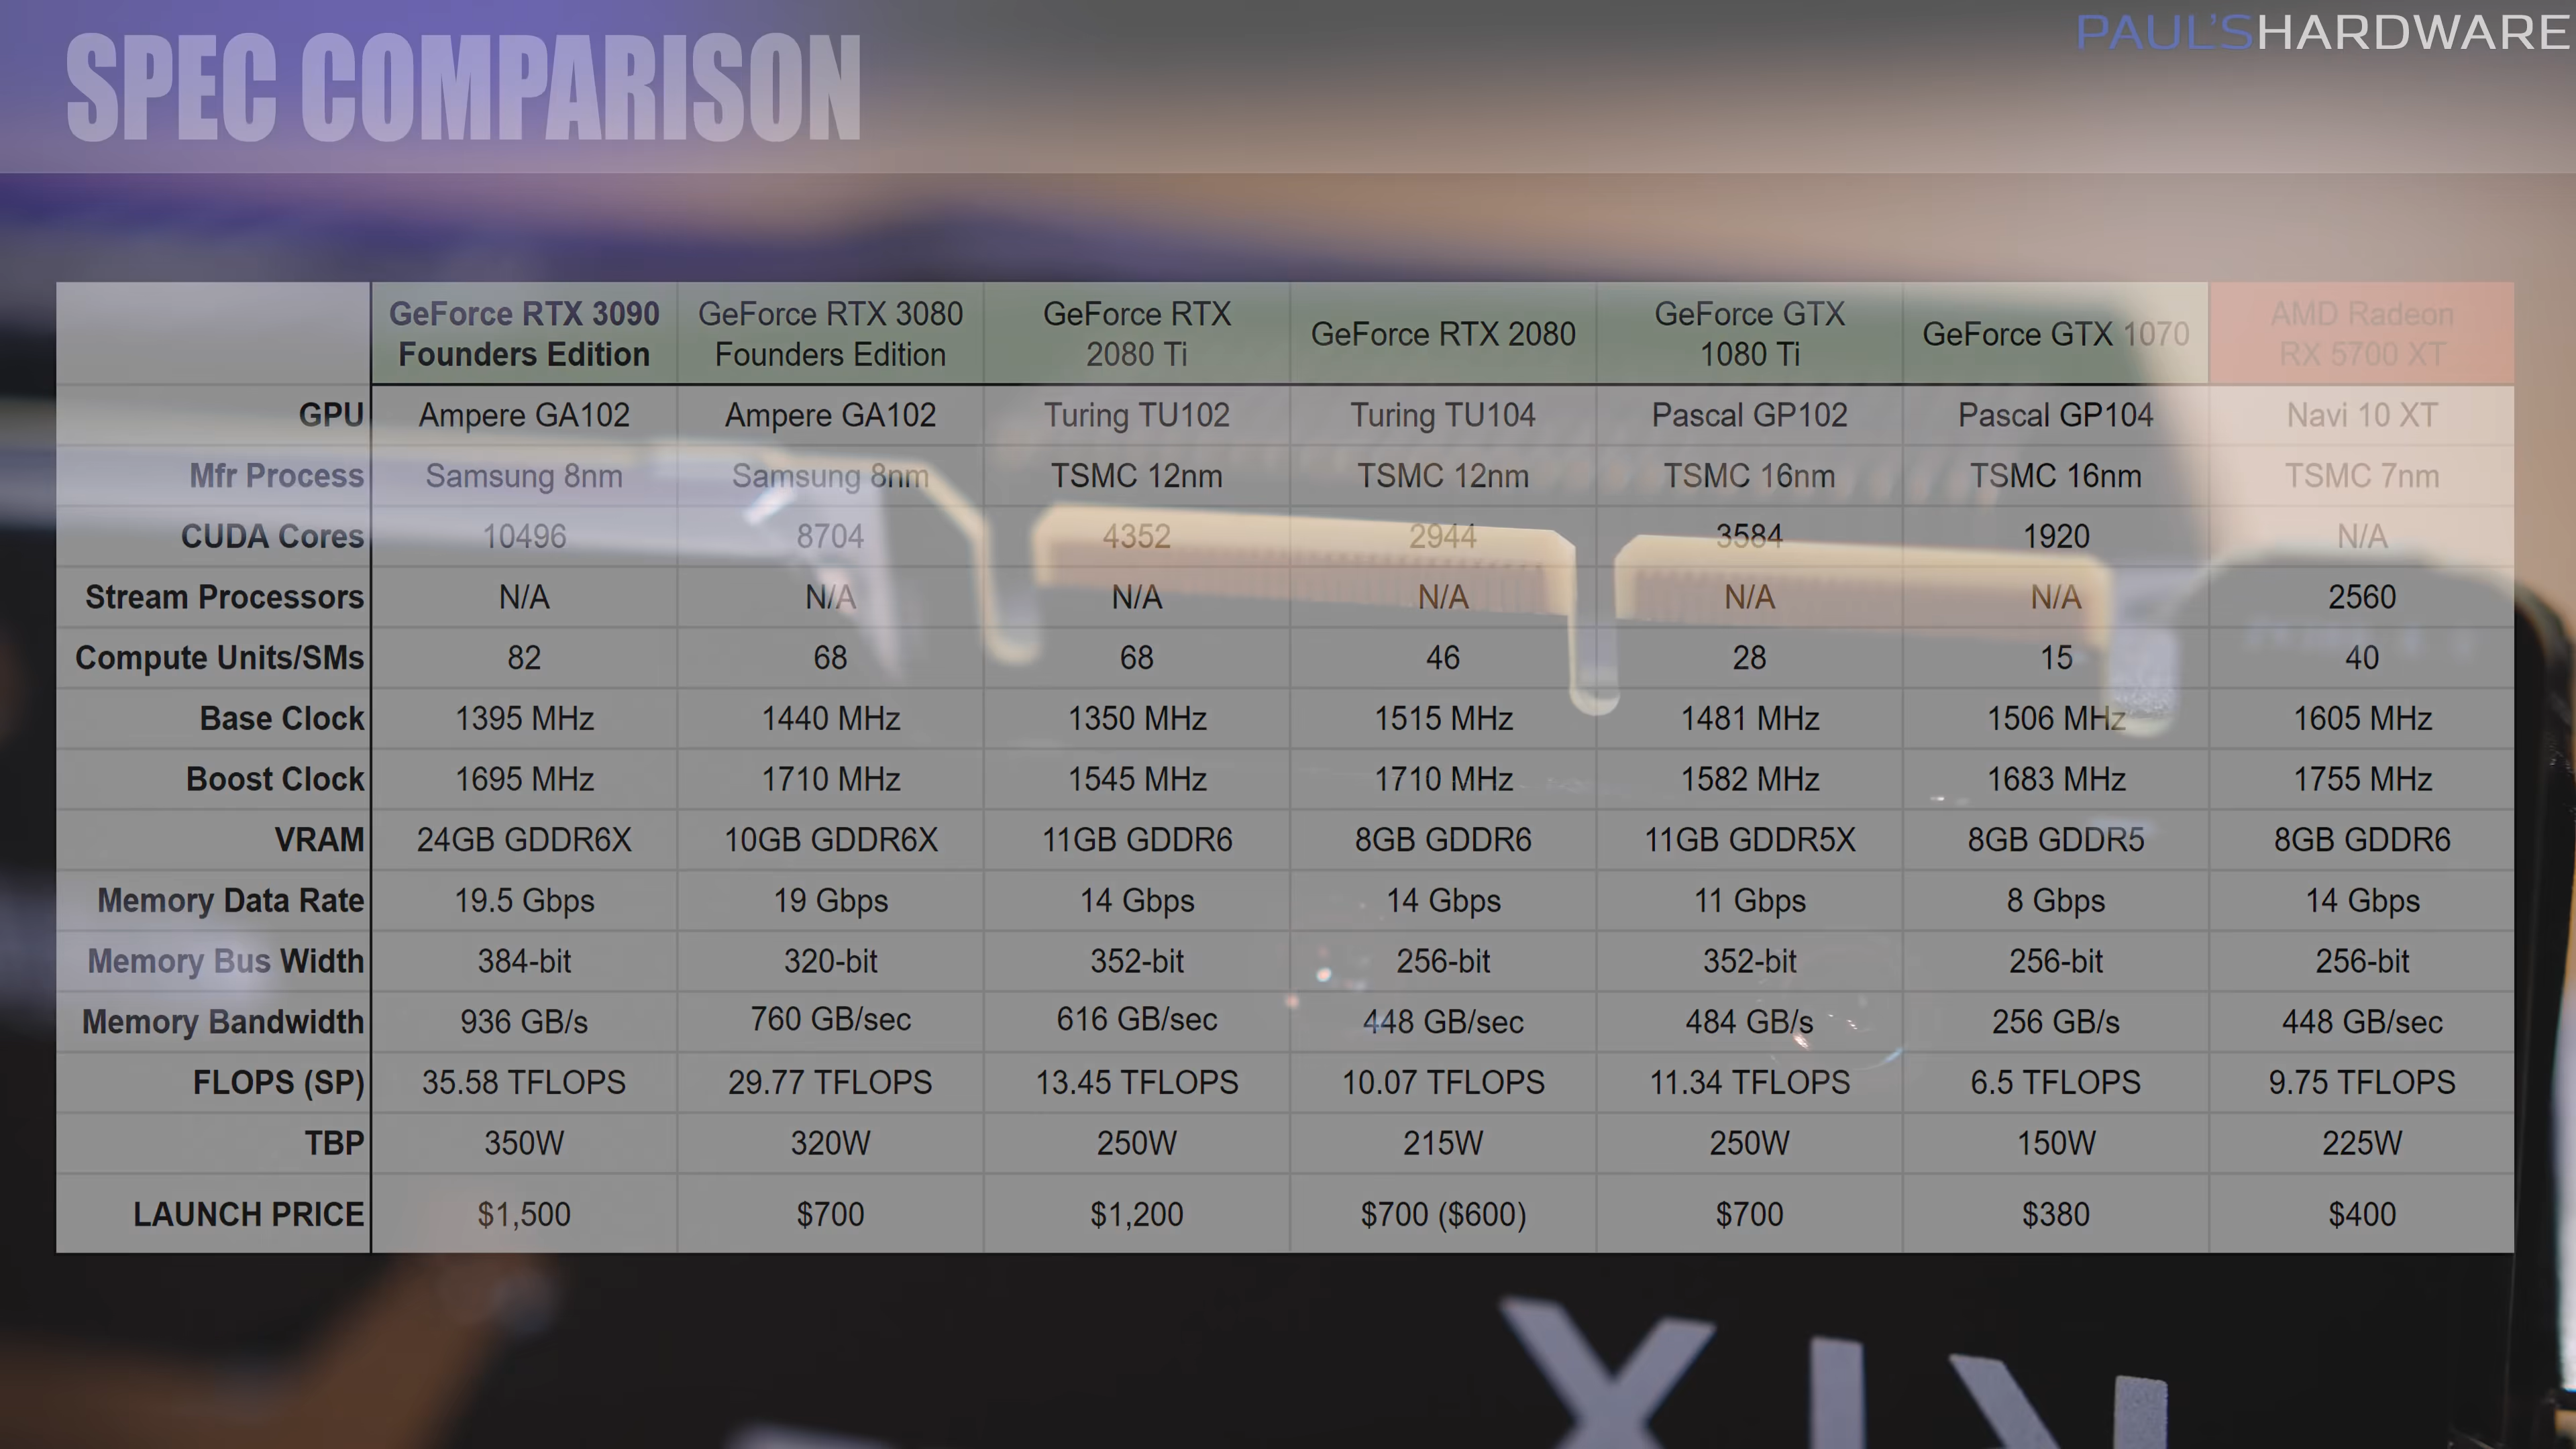 PAUL'SHARDWARE
SPEC COMPARISON
GeForce RTX 3090 Founders Edition GeForce RTX 3080 Founders Edition GeForce RTX 2080 Ti GeForce RTX 2080 GeForce GTX 1080 Ti GeForce GTX 1070 AMD Radeon RX 5700 XT
GPU Ampere GA102 Ampere GA102 Turing TU102 Turing TU104 Pascal GP102 Pascal GP104 Navi 10 XT
Mfr Process Samsung 8nm Samsung 8nm TSMC 12nm TSMC 12nm TSMC 16nm TSMC 16nm TSMC 7nm
CUDA Cores 10496 8704 4352 2944 3584 1920 N/A
Stream Processors N/A N/A N/A N/A N/A N/A 2560
Compute Units/SMs 82 68 68 46 28 15 40
Base Clock 1395 MHz 1440 MHz 1350 MHz 1515 MHz 1481 MHz 1506 MHz 1605 MHz
Boost Clock 1695 MHz 1710 MHz 1545 MHz 1710 MHz 1582 MHz 1683 MHz 1755 MHz
VRAM 24GB GDDR6X 10GB GDDR6X 11GB GDDR6 8GB GDDR6 11GB GDDR5X 8GB GDDR5 8GB GDDR6
Memory Data Rate 19.5 Gbps 19 Gbps 14 Gbps 14 Gbps 11 Gbps 8 Gbps 14 Gbps
Memory Bus Width 384-bit 320-bit 352-bit 256-bit 352-bit 256-bit 256-bit
Memory Bandwidth 936 GB/s 760 GB/sec 616 GB/sec 448 GB/sec 484 GB/s 256 GB/s 448 GB/sec
FLOPS (SP) 35.58 TFLOPS 29.77 TFLOPS 13.45 TFLOPS 10.07 TFLOPS 11.34 TFLOPS 6.5 TFLOPS 9.75 TFLOPS
TBP 350W 320W 250W 215W 250W 150W 225W
LAUNCH PRICE $1,500 $700 $1,200 $700 ($600) $700 $380 $400